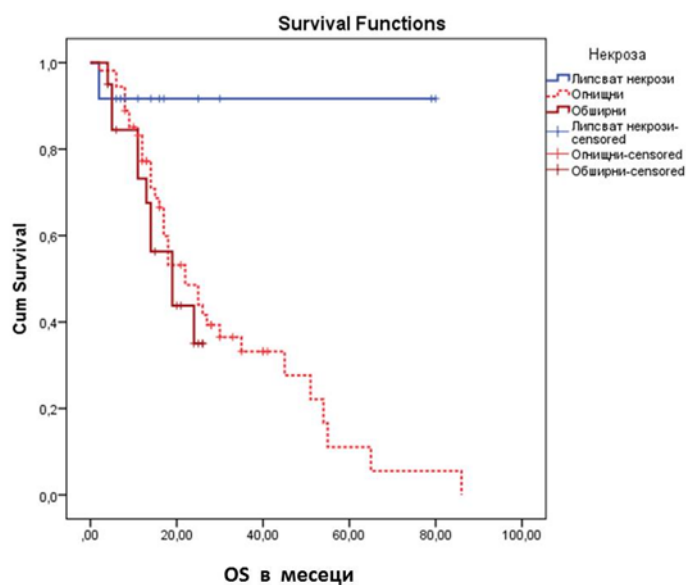 Survival Functions
Некроза
Липсват некрози
Огнищни
Обширни
Липсват некрози-
censored
Огнищни-censored
Обширни-censored
Cum Survival
1,0
0,8
0,6
0,4
0,2
0,0
,00
20,00
40,00
60,00
80,00
100,00
OS в месеци